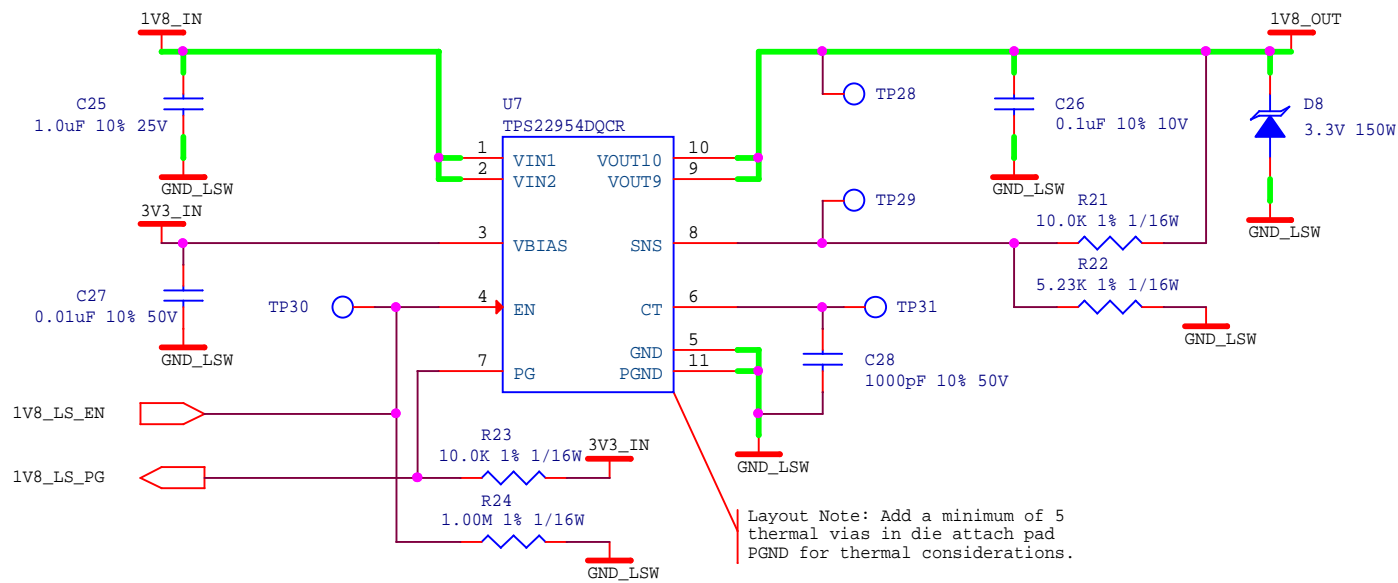 1V8_IN
1V8_OUT
C25
1.0uF 10% 25V
GND_LSW
U7
TPS22954DQCR
1
VIN1
2
VIN2
3
VBIAS
4
EN
7
PG
10
VOUT10
9
VOUT9
8
SNS
6
CT
5
GND
11
PGND
TP28
C26
0.1uF 10% 10V
GND_LSW
D8
3.3V 150W
GND_LSW
TP29
R21
10.0K 1% 1/16W
R22
5.23K 1% 1/16W
GND_LSW
3V3_IN
C27
0.01uF 10% 50V
GND_LSW
TP30
TP31
C28
1000pF 10% 50V
GND_LSW
1V8_LS_EN
1V8_LS_PG
R23
10.0K 1% 1/16W
3V3_IN
R24
1.00M 1% 1/16W
GND_LSW
Layout Note: Add a minimum of 5
thermal vias in die attach pad
PGND for thermal considerations.